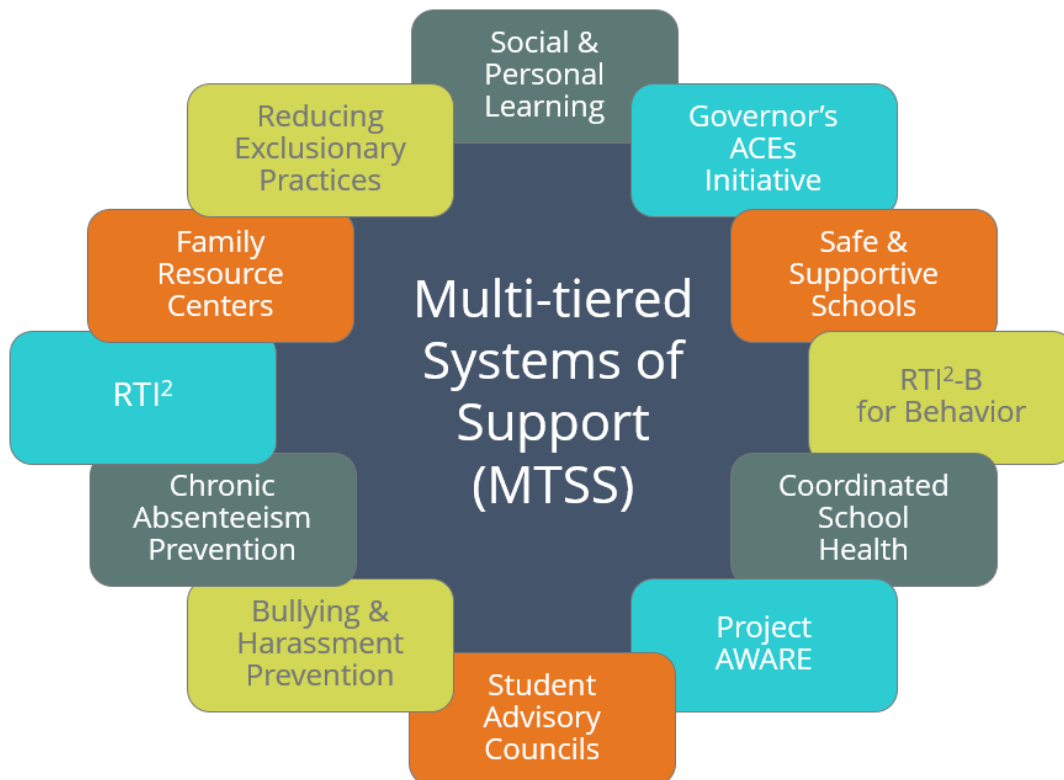 Social &
Personal
Learning
Governor’s
ACEs
Initiative
Safe &
Supportive
Schools
RTI²-B
for Behavior
Coordinated
School
Health
Project
AWARE
Student
Advisory
Councils
Bullying &
Harassment
Prevention
Chronic
Absenteeism
Prevention
RTI²
Family
Resource
Centers
Reducing
Exclusionary
Practices
Multi-tiered
Systems of
Support
(MTSS)